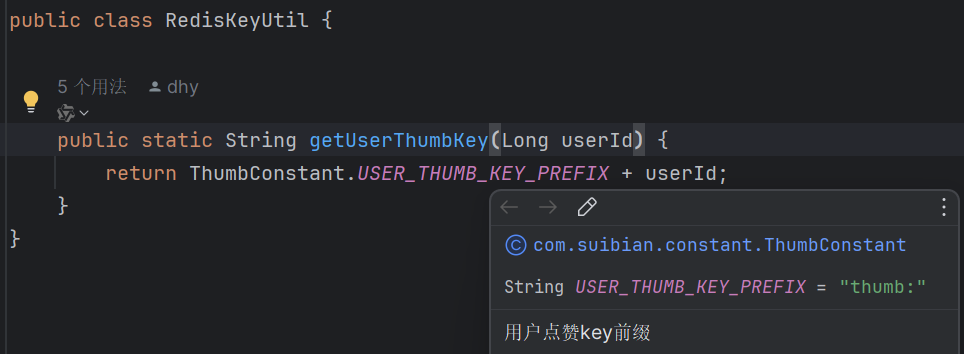 public class RedisKeyUtil {
5 个用法 dhy
public static String getUserThumbKey(Long userId) {
return ThumbConstant.USER_THUMB_KEY_PREFIX + userId;
}
}
com.suibian.constant.ThumbConstant
String USER_THUMB_KEY_PREFIX = "thumb:"
用户点赞key前缀